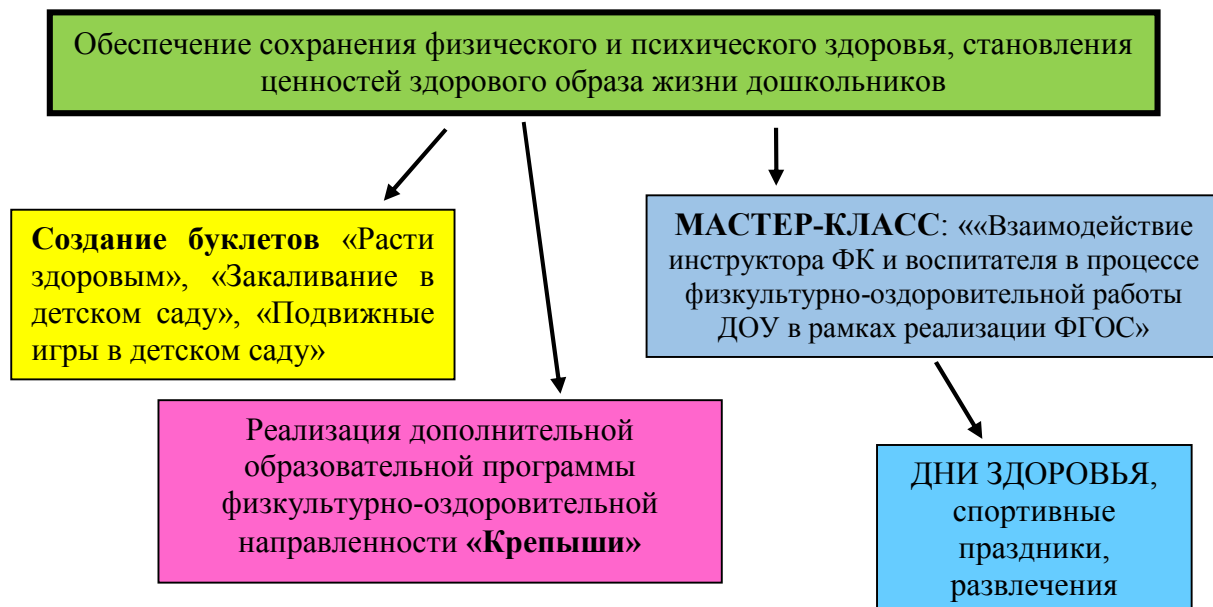 Обеспечение сохранения физического и психического здоровья, становления
ценностей здорового образа жизни дошкольников
Создание буклетов «Расти
здоровым», «Закаливание в
детском саду», «Подвижные
игры в детском саду»
МАСТЕР-КЛАСС: ««Взаимодействие
инструктора ФК и воспитателя в процессе
физкультурно-оздоровительной работы
ДОУ в рамках реализации ФГОС»
Реализация дополнительной
образовательной программы
физкультурно-оздоровительной
направленности «Крепыши»
ДНИ ЗДОРОВЬЯ,
спортивные
праздники,
развлечения